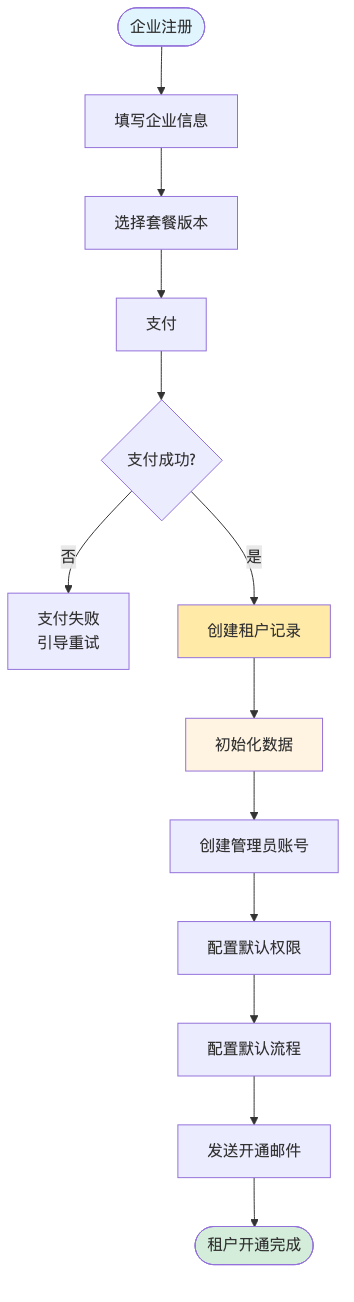 企业注册
填写企业信息
选择套餐版本
支付
支付成功?
否
是
支付失败
引导重试
创建租户记录
初始化数据
创建管理员账号
配置默认权限
配置默认流程
发送开通邮件
租户开通完成